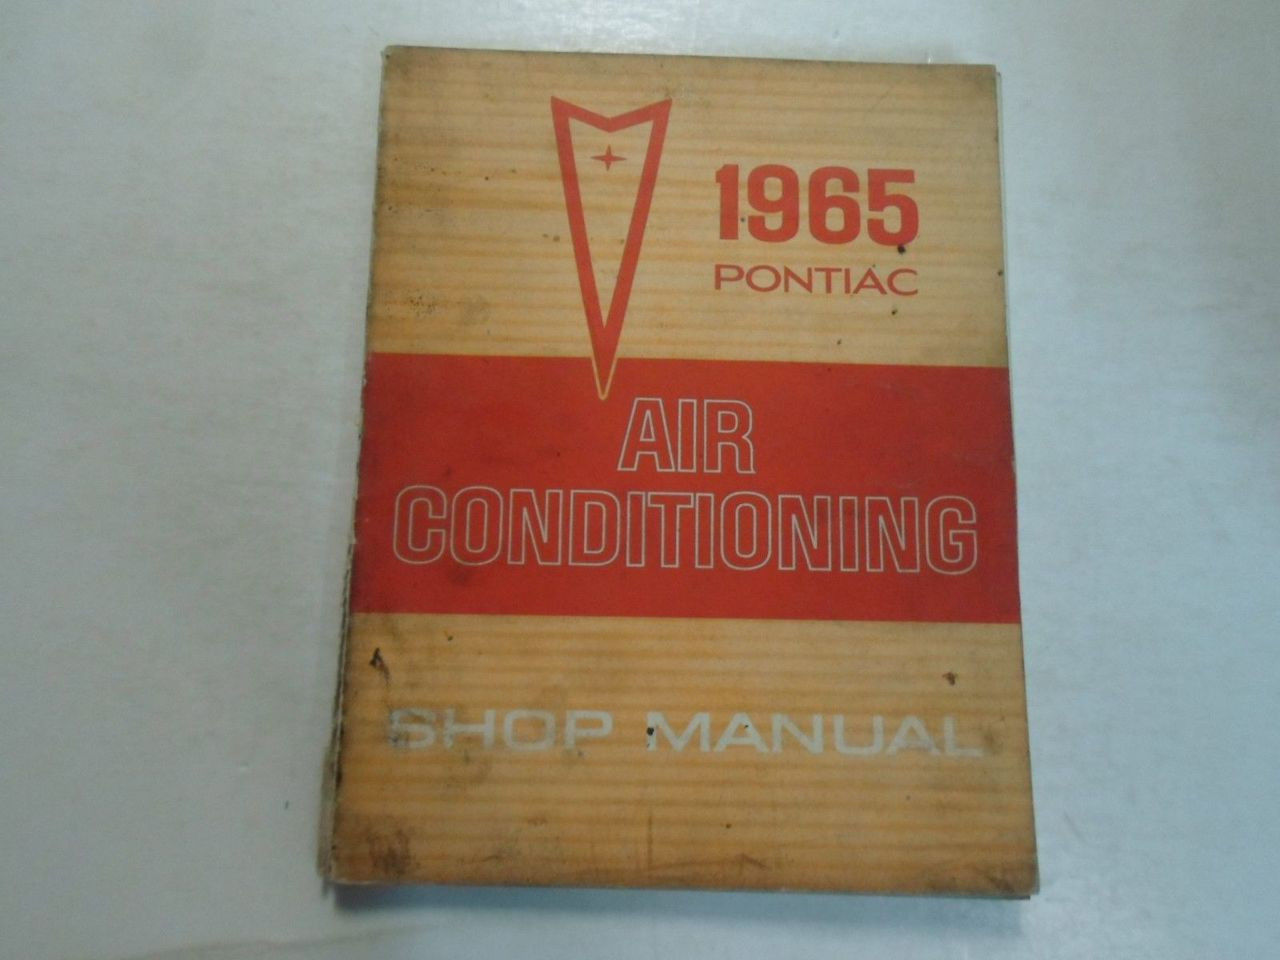 1965
PONTIAC
AIR
CONDITIONING
SHOP MANUAL